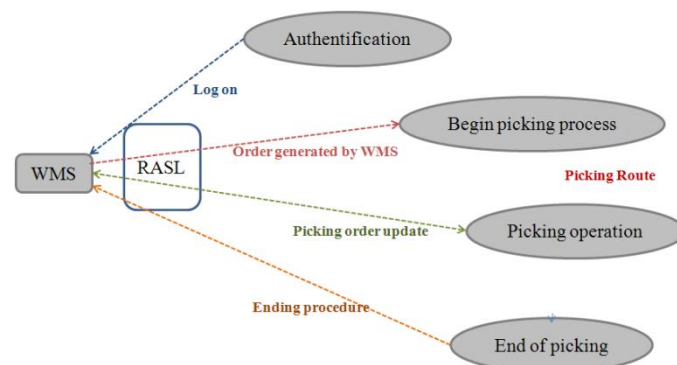 Authentification
Log on
Begin picking process
Order generated by WMS
WMS
RASL
Picking Route
Picking order update
Picking operation
Ending procedure
End of picking